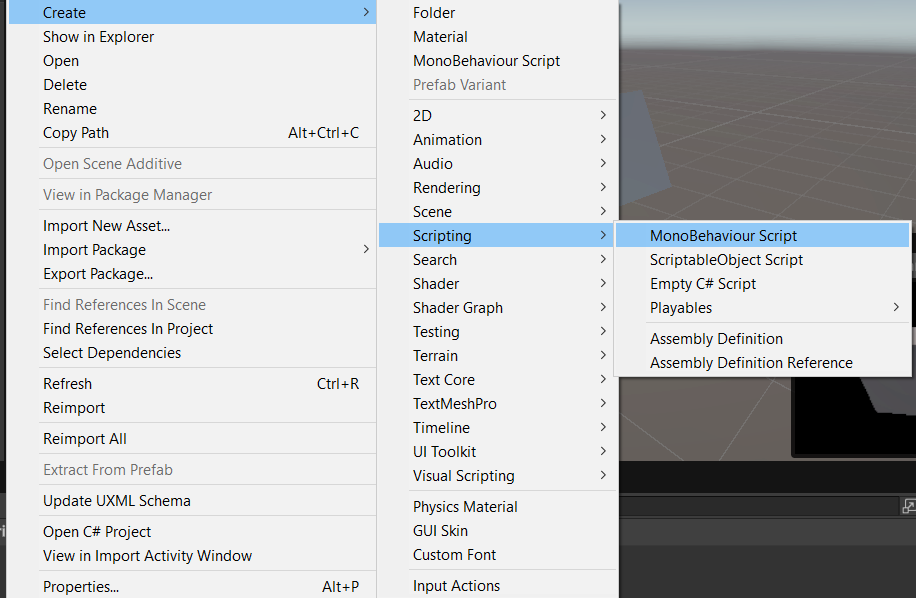 Create
Show in Explorer
Open
Delete
Rename
Copy Path Alt+Ctrl+C
Open Scene Additive
View in Package Manager
Import New Asset...
Import Package
Export Package...
Find References In Scene
Find References In Project
Select Dependencies
Refresh Ctrl+R
Reimport
Reimport All
Extract From Prefab
Update UXML Schema
Open C# Project
View in Import Activity Window
Properties... Alt+P
Folder
Material
MonoBehaviour Script
Prefab Variant
2D
Animation
Audio
Rendering
Scene
Scripting
Search
Shader
Shader Graph
Testing
Terrain
Text Core
TextMeshPro
Timeline
UI Toolkit
Visual Scripting
Physics Material
GUI Skin
Custom Font
Input Actions
MonoBehaviour Script
ScriptableObject Script
Empty C# Script
Playables
Assembly Definition
Assembly Definition Reference